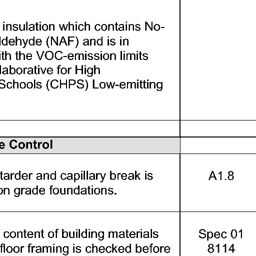 insulation which contains No-
ldehyde (NAF) and is in
th the VOC-emission limits
laborative for High
Schools (CHPS) Low-emitting
e Control
tarder and capillary break is
on grade foundations.
A1.8
content of building materials
floor framing is checked before
Spec 01
8114